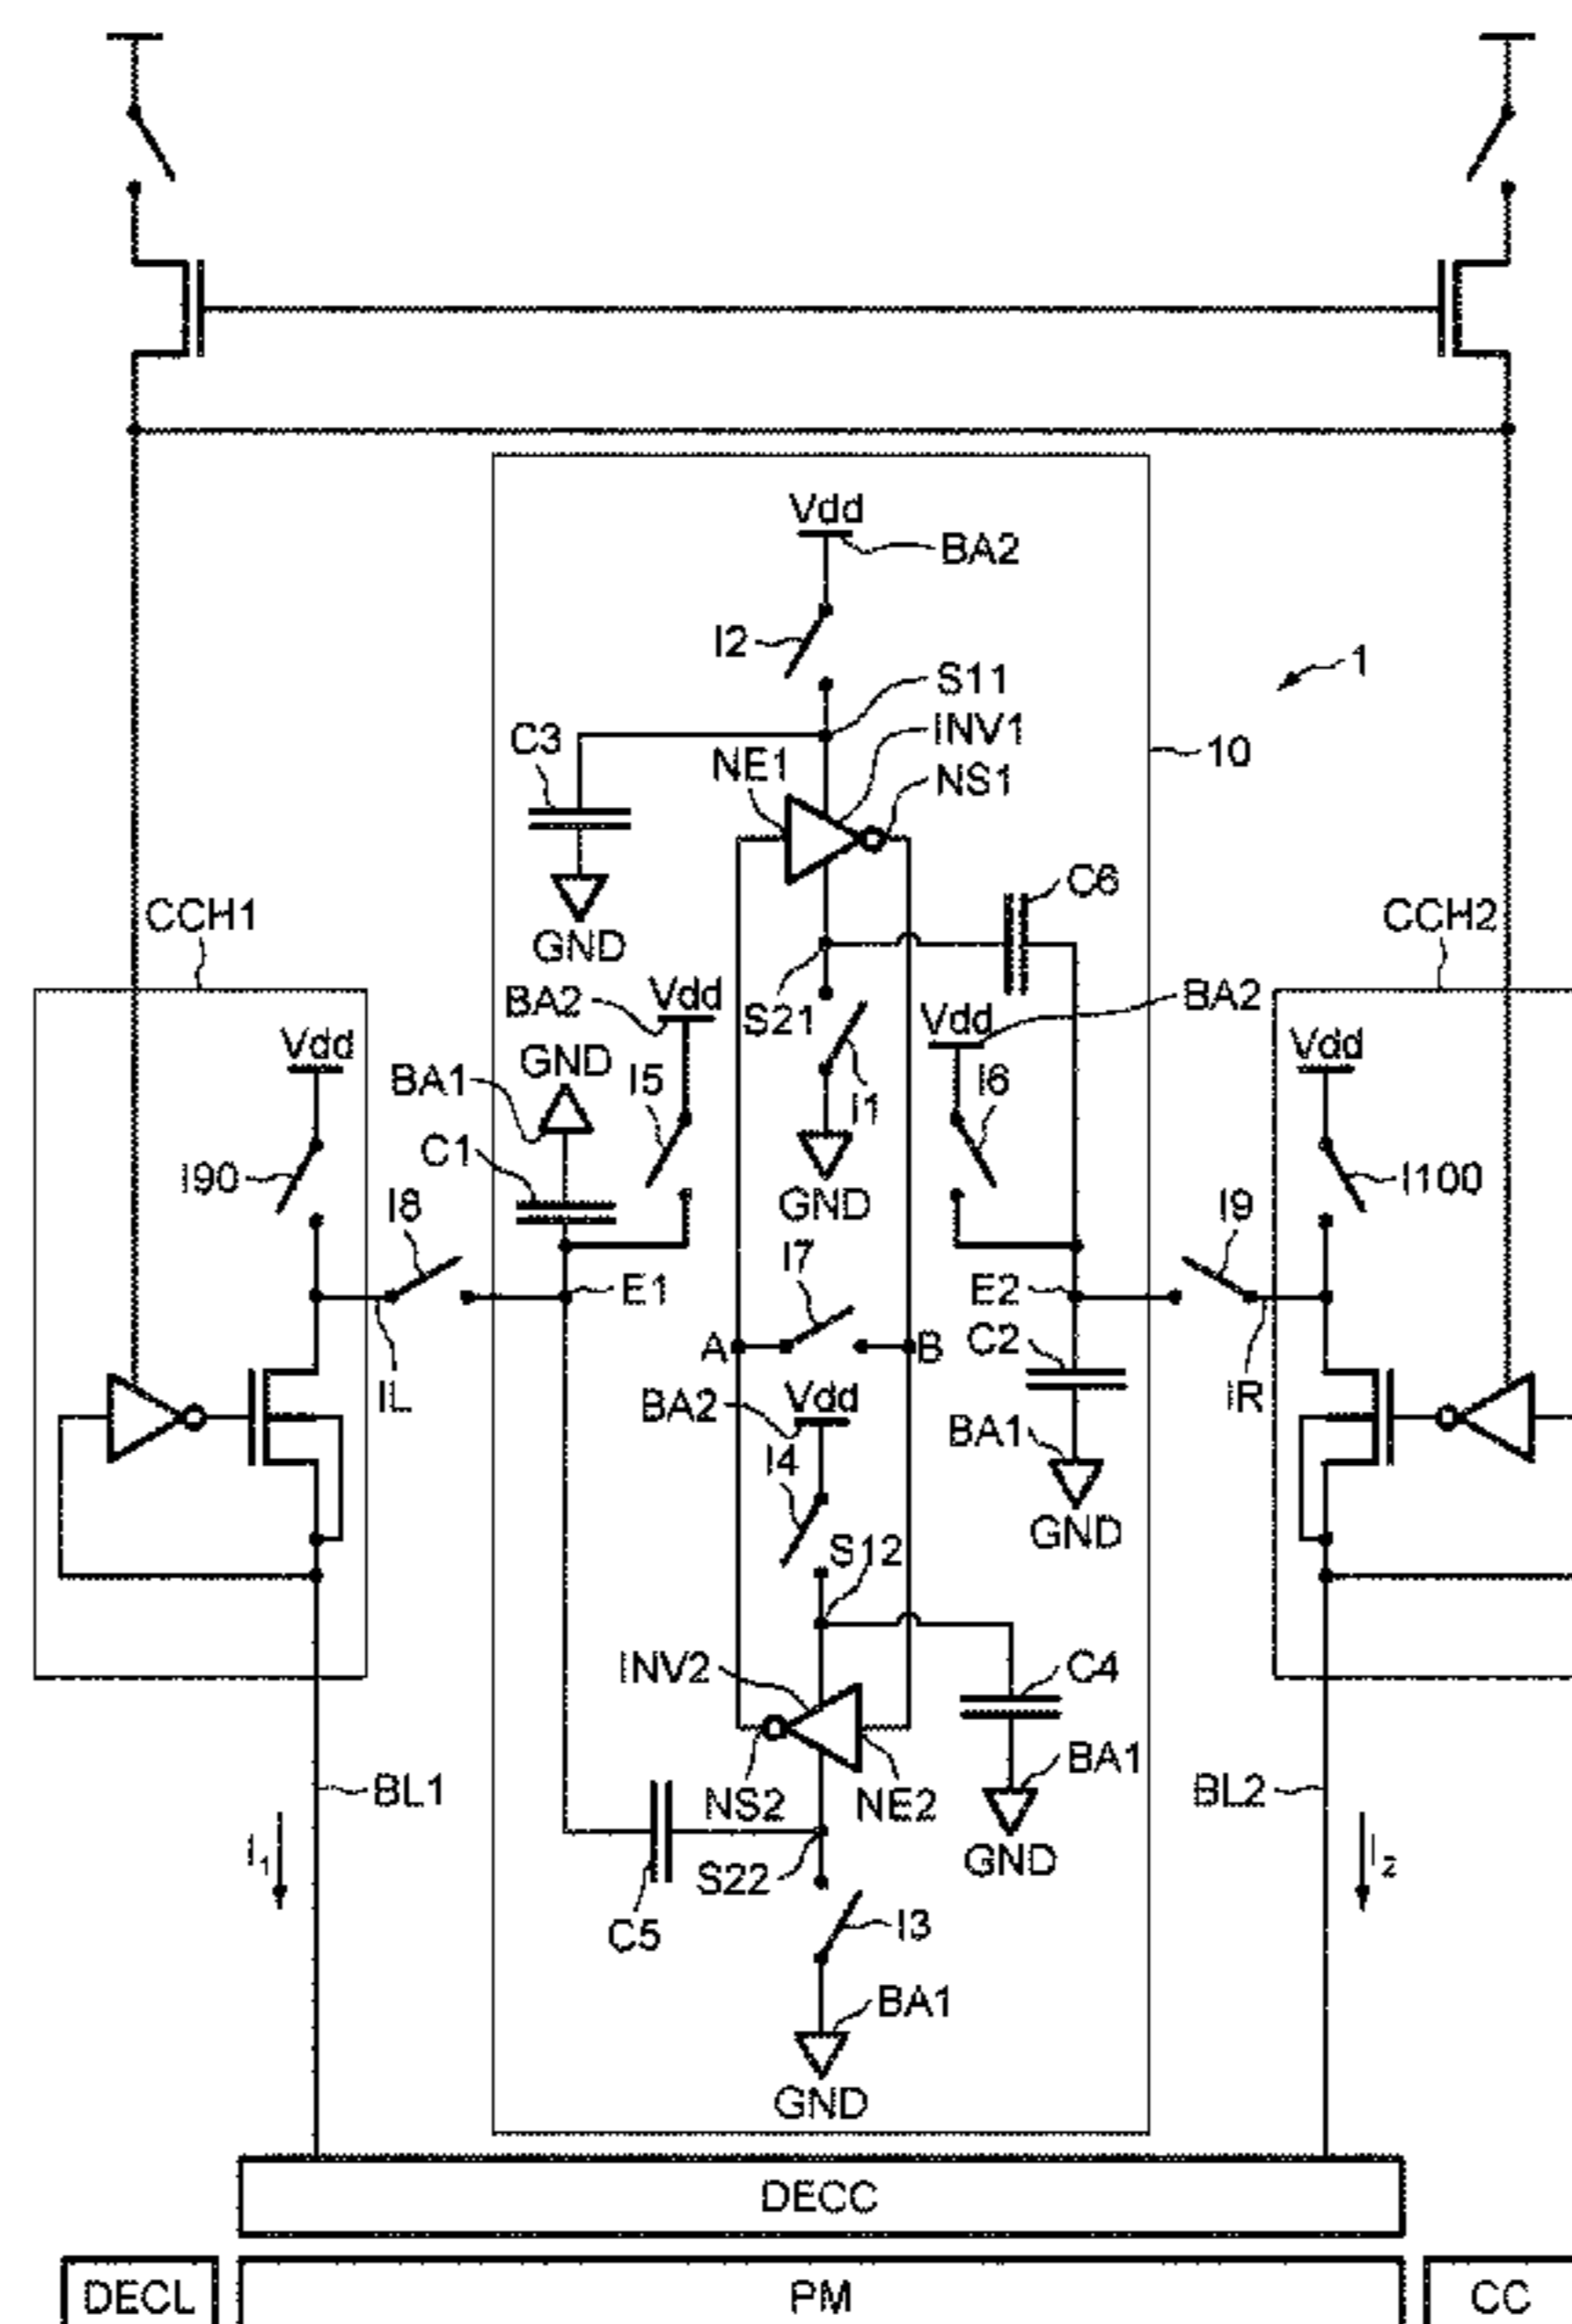 Vdd
BA2
I2
S11
1
C3
INV1
NE1
10
NS1
C6
CCH1
CCH2
GND
BA2
Vdd
BA2
S21
Vdd
Vdd
Vdd
GND
BA1
I5
I6
I1
C1
I90
I100
GND
I8
I9
I7
E1
E2
A
B
C2
IL
Vdd
IR
BA2
BA1
I4
GND
S12
INV2
C4
BA1
BL1
NS2
NE2
BL2
I1
I2
GND
S22
I3
C5
BA1
GND
DECC
DECL
PM
CC